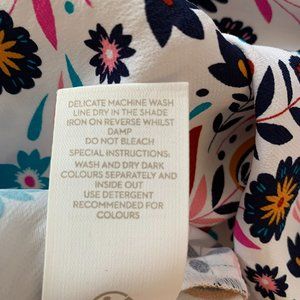 DELICATE MACHINE WASH
LINE DRY IN THE SHADE
IRON ON REVERSE WHILST
DAMP
DO NOT BLEACH
SPECIAL INSTRUCTIONS:
WASH AND DRY DARK
COLOURS SEPARATELY AND
INSIDE OUT
USE DETERGENT
RECOMMENDED FOR
COLOURS